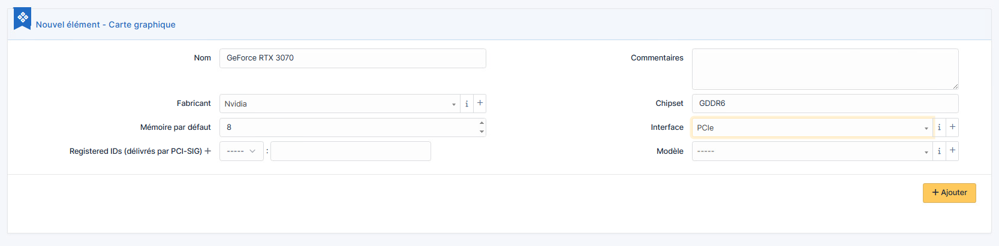 Nouvel élément - Carte graphique
Nom GeForce RTX 3070
Commentaires
Fabricant Nvidia
Chipset GDDR6
Mémoire par défaut 8
Interface PCIe
Registered IDs (délivrés par PCI-SIG) + ----- :
Modèle -----
+ Ajouter